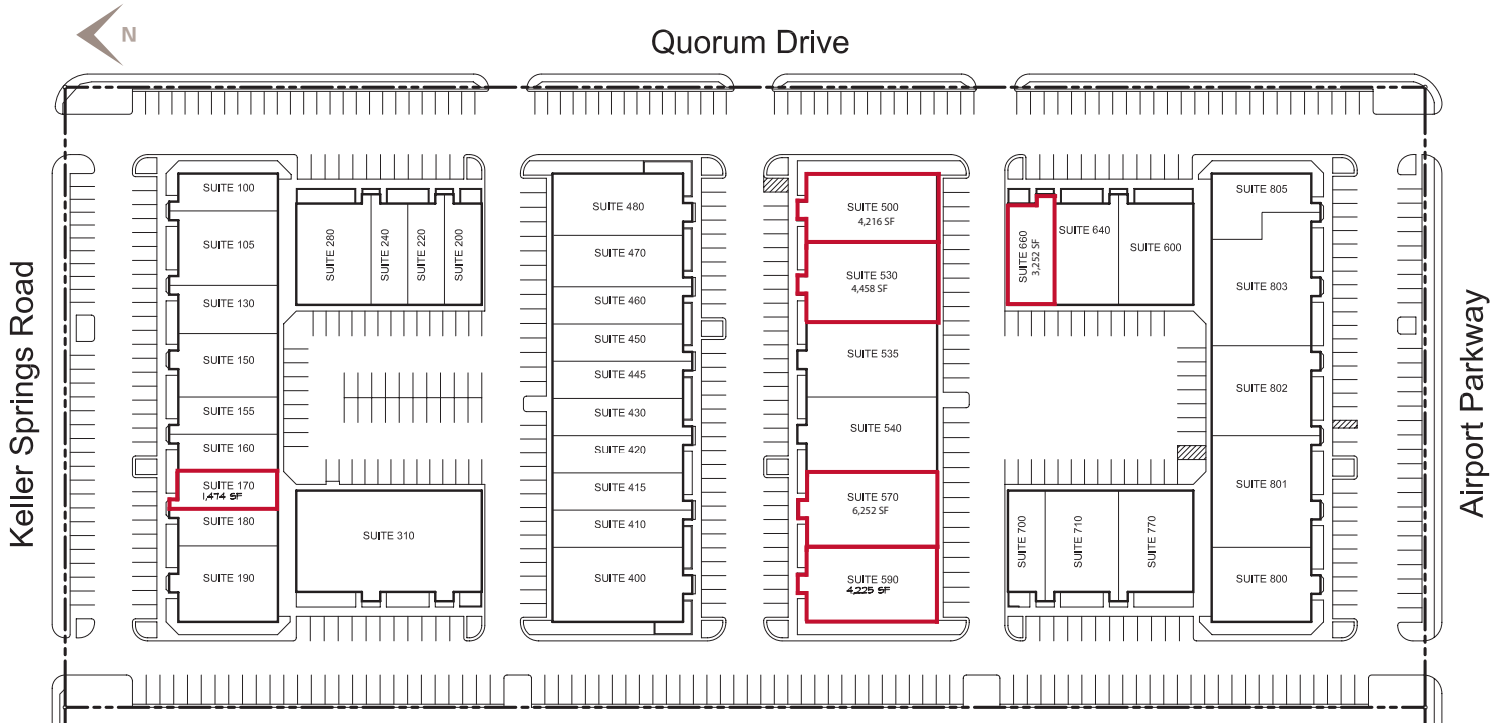 N
Quorum Drive
Keller Springs Road
Airport Parkway
SUITE 100
SUITE 105
SUITE 130
SUITE 150
SUITE 155
SUITE 160
SUITE 170
1,474 SF
SUITE 180
SUITE 190
SUITE 280
SUITE 240
SUITE 220
SUITE 200
SUITE 310
SUITE 480
SUITE 470
SUITE 460
SUITE 450
SUITE 445
SUITE 430
SUITE 420
SUITE 415
SUITE 410
SUITE 400
SUITE 500
4,216 SF
SUITE 530
4,458 SF
SUITE 535
SUITE 540
SUITE 570
6,252 SF
SUITE 590
4,225 SF
SUITE 660
3,252 SF
SUITE 640
SUITE 600
SUITE 700
SUITE 710
SUITE 770
SUITE 805
SUITE 803
SUITE 802
SUITE 801
SUITE 800